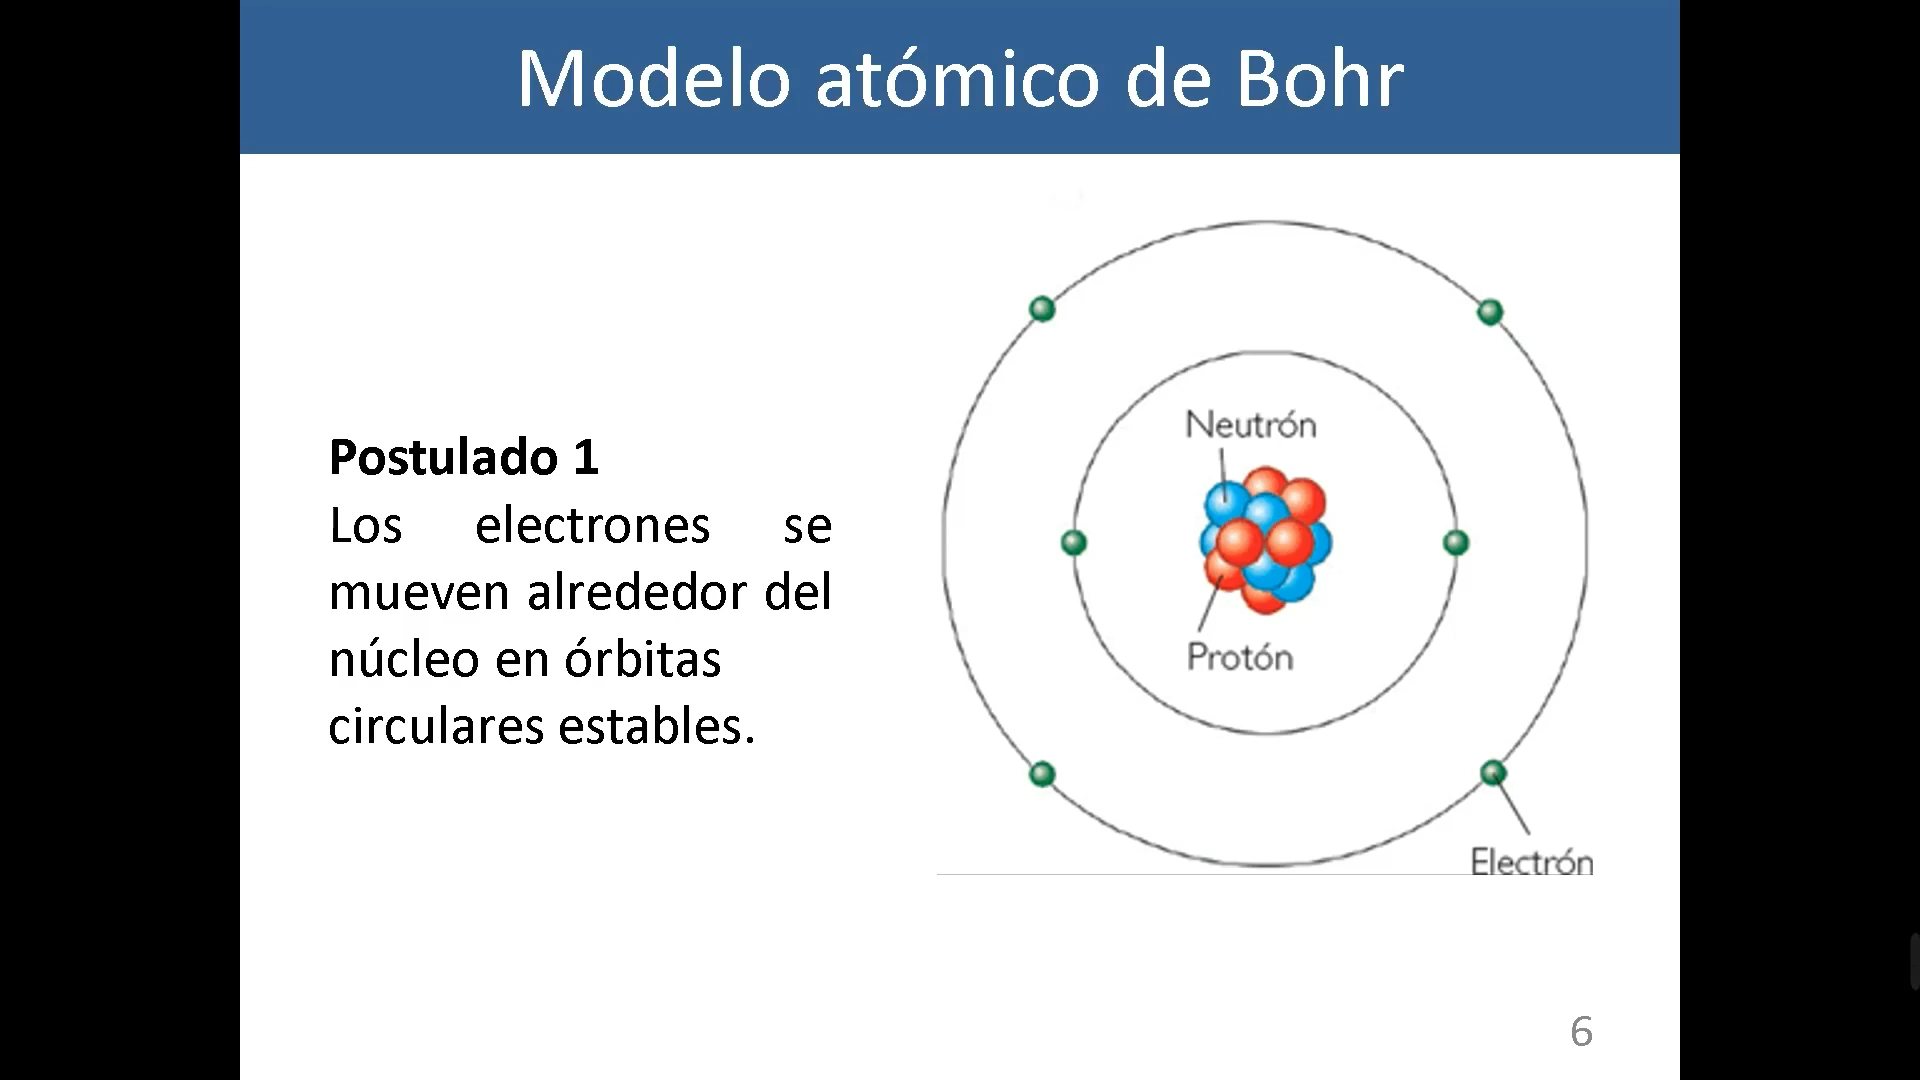 Modelo atómico de Bohr
Postulado 1
Los electrones se
mueven alrededor del
núcleo en órbitas
circulares estables.
Neutrón
Protón
Electrón
6